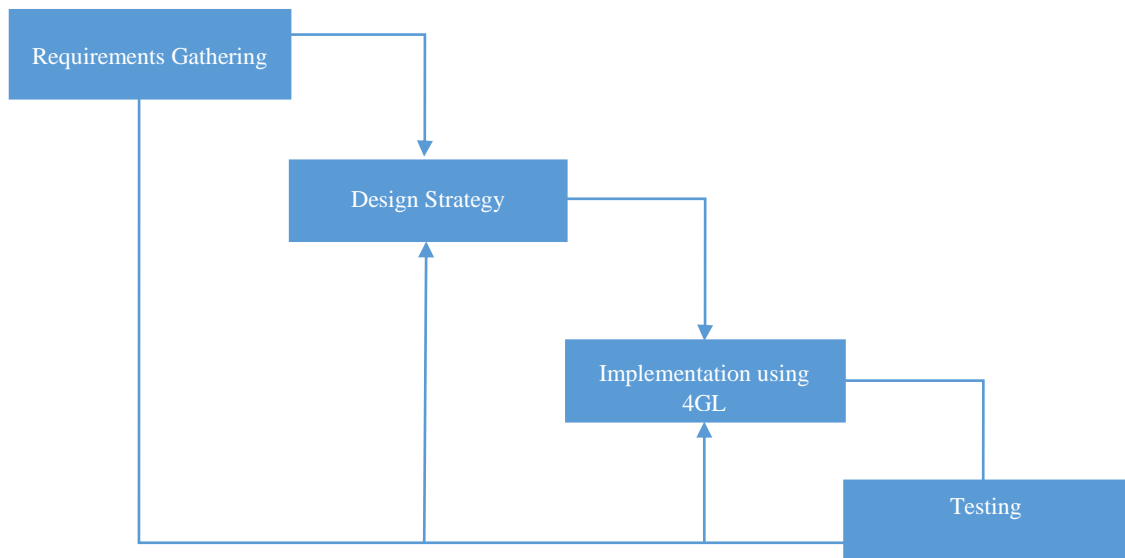 Requirements Gathering
Design Strategy
Implementation using
4GL
Testing